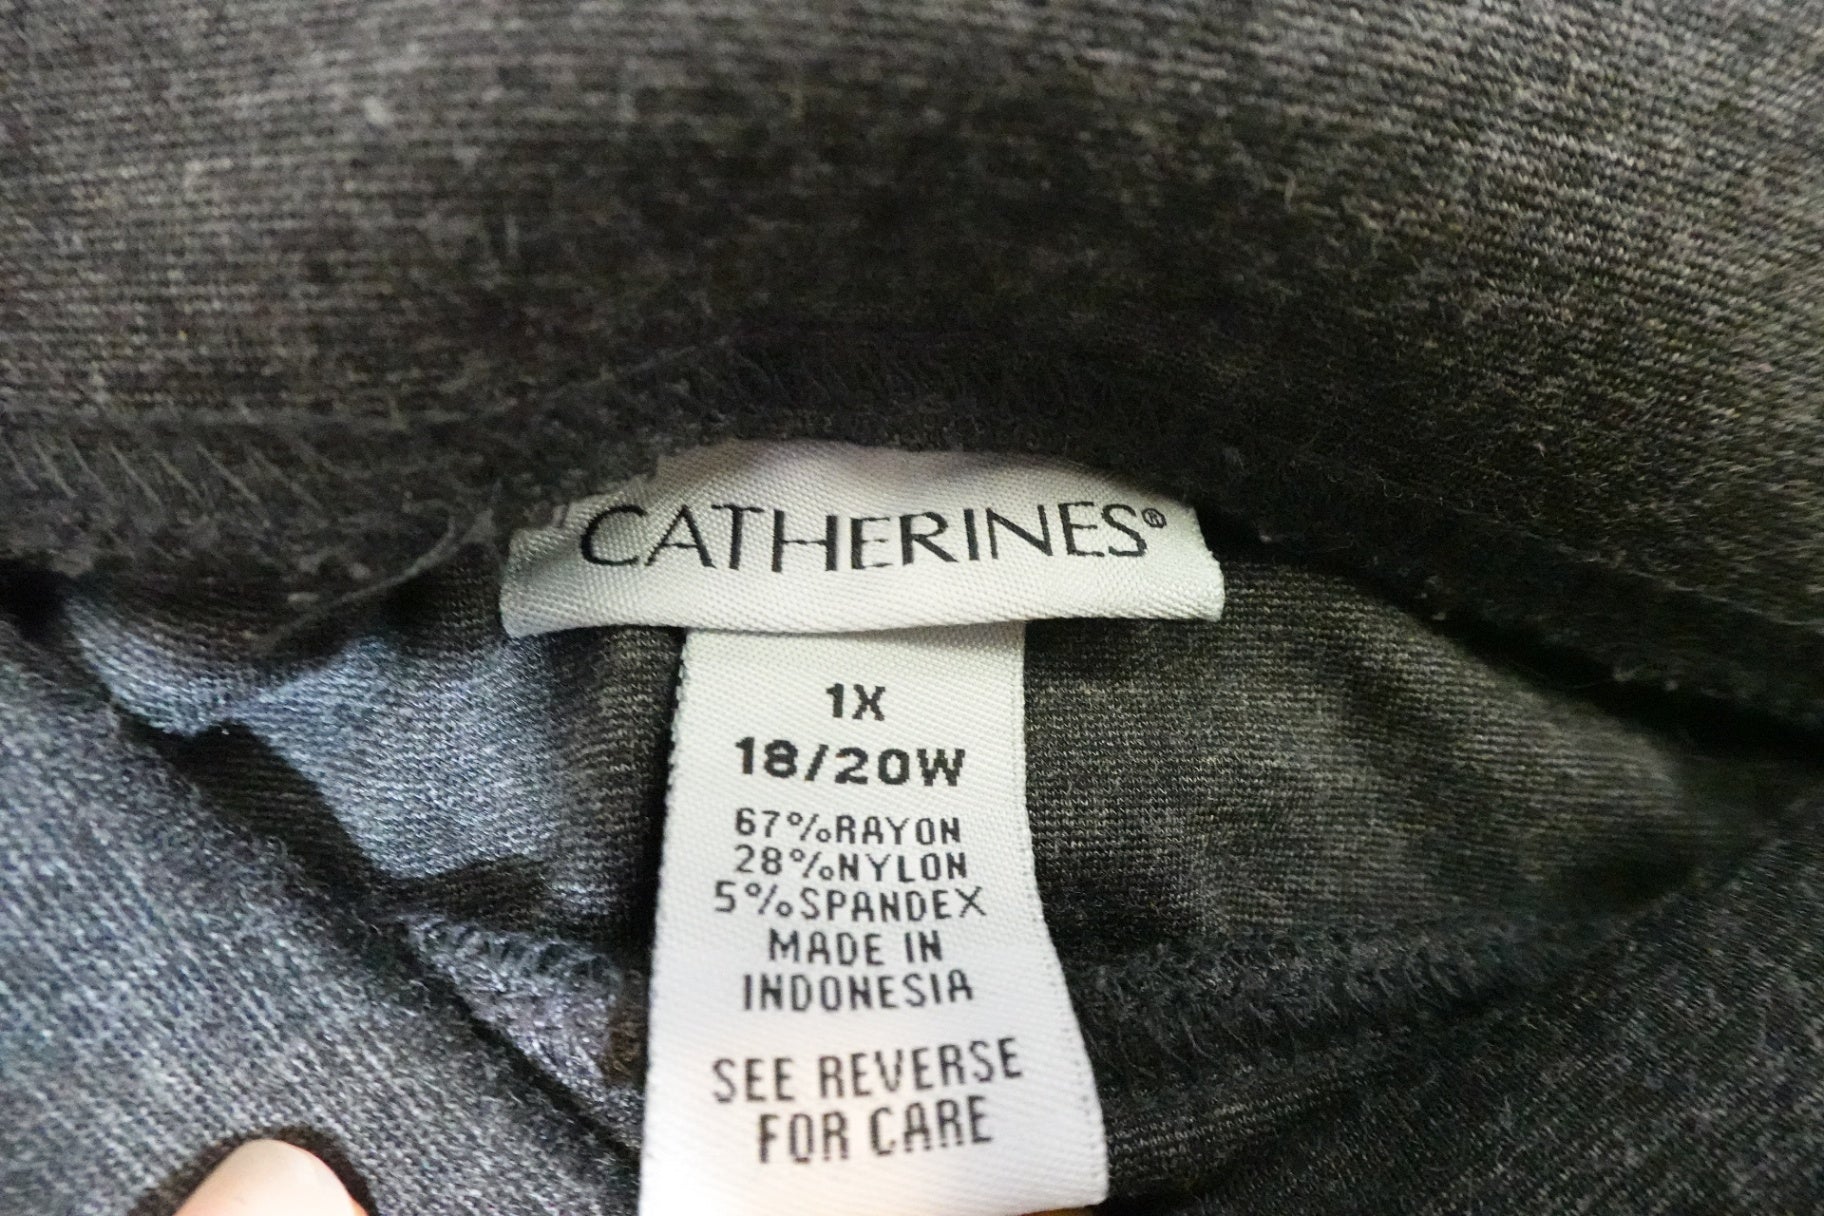 CATHERINES®
1X
18/20W
67%RAYON
28%NYLON
5%SPANDEX
MADE IN
INDONESIA
SEE REVERSE
FOR CARE